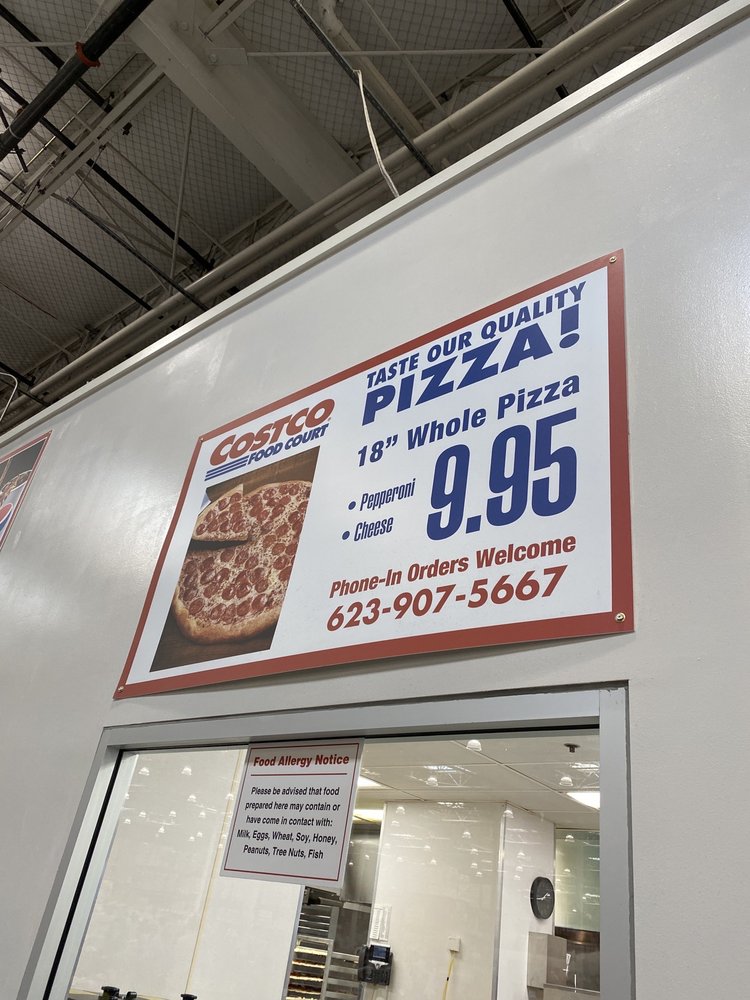 COSTCO
FOOD COURT
TASTE OUR QUALITY
PIZZA!
18” Whole Pizza
• Pepperoni
• Cheese
9.95
Phone-In Orders Welcome
623-907-5667
Food Allergy Notice
Please be advised that food
prepared here may contain or
have come in contact with:
Milk, Eggs, Wheat, Soy, Honey,
Peanuts, Tree Nuts, Fish